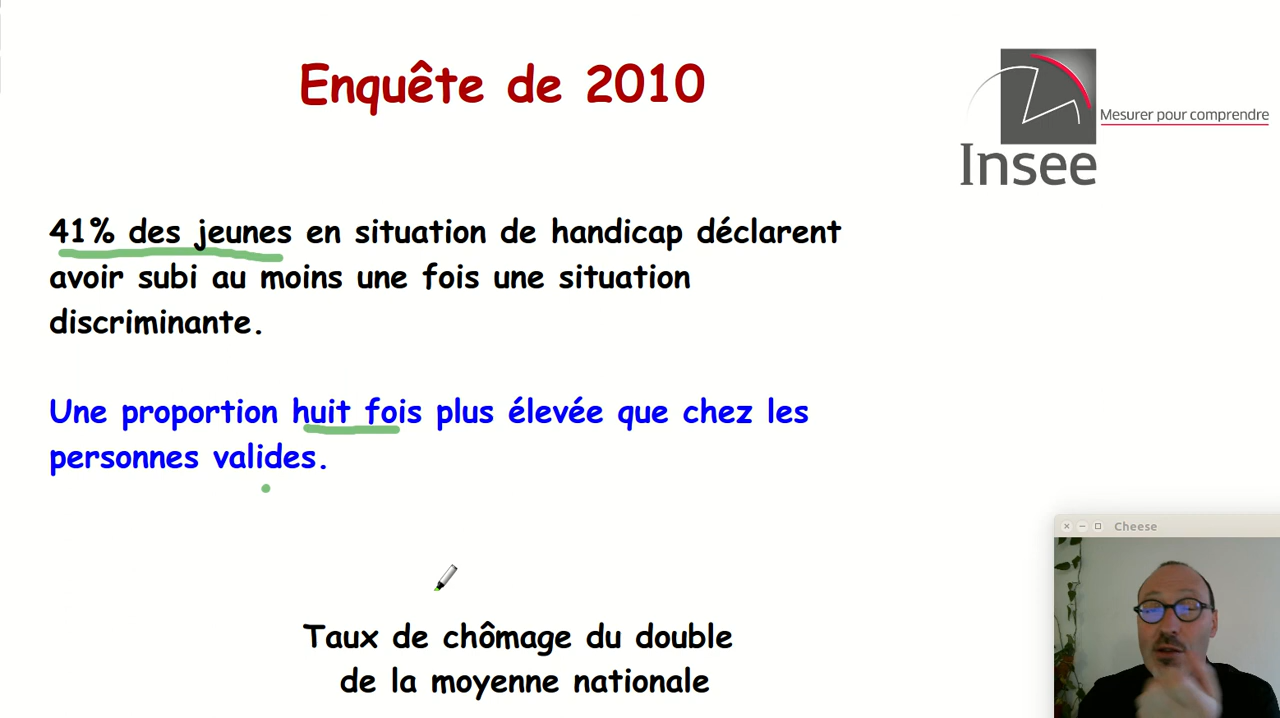 Enquête de 2010
Mesurer pour comprendre
Insee
41% des jeunes en situation de handicap déclarent
avoir subi au moins une fois une situation
discriminante.
Une proportion huit fois plus élevée que chez les
personnes valides.
Cheese
Taux de chômage du double
de la moyenne nationale